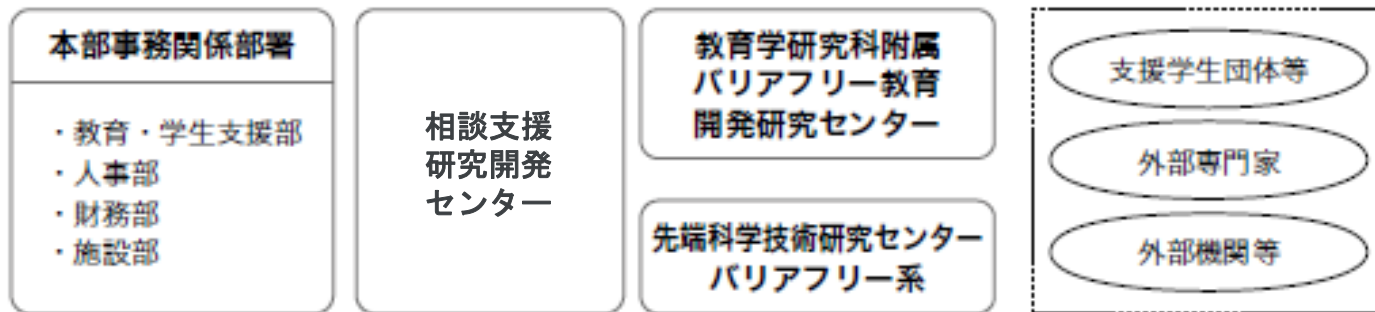 本部事務関係部署
・教育・学生支援部
・人事部
・財務部
・施設部
相談支援
研究開発
センター
教育学研究科附属
バリアフリー教育
開発研究センター
先端科学技術研究センター
バリアフリー系
支援学生団体等
外部専門家
外部機関等